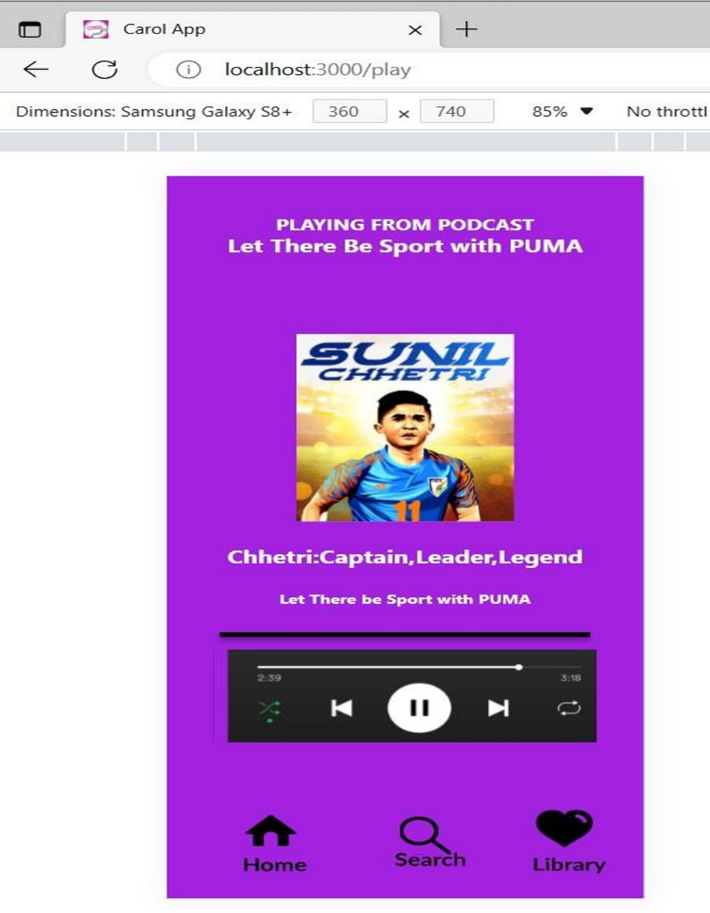 Carol App
localhost:3000/play
Dimensions: Samsung Galaxy S8+ 360 x 740 85% No throttl
PLAYING FROM PODCAST
Let There Be Sport with PUMA
SUNIL
CHHETRI
11
Chhetri:Captain,Leader,Legend
Let There be Sport with PUMA
2:39 3:18
Home Search Library